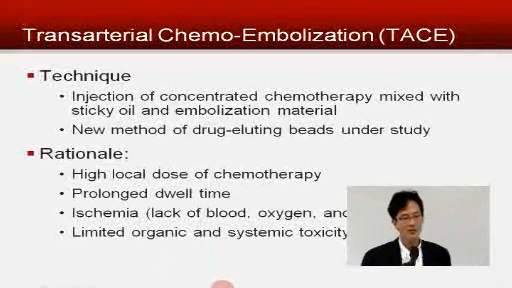 Transarterial Chemo-Embolization (TACE)
Technique
Injection of concentrated chemotherapy mixed with
sticky oil and embolization material
New method of drug-eluting beads under study
Rationale:
High local dose of chemotherapy
Prolonged dwell time
Ischemia (lack of blood, oxygen, and
Limited organic and systemic toxicity